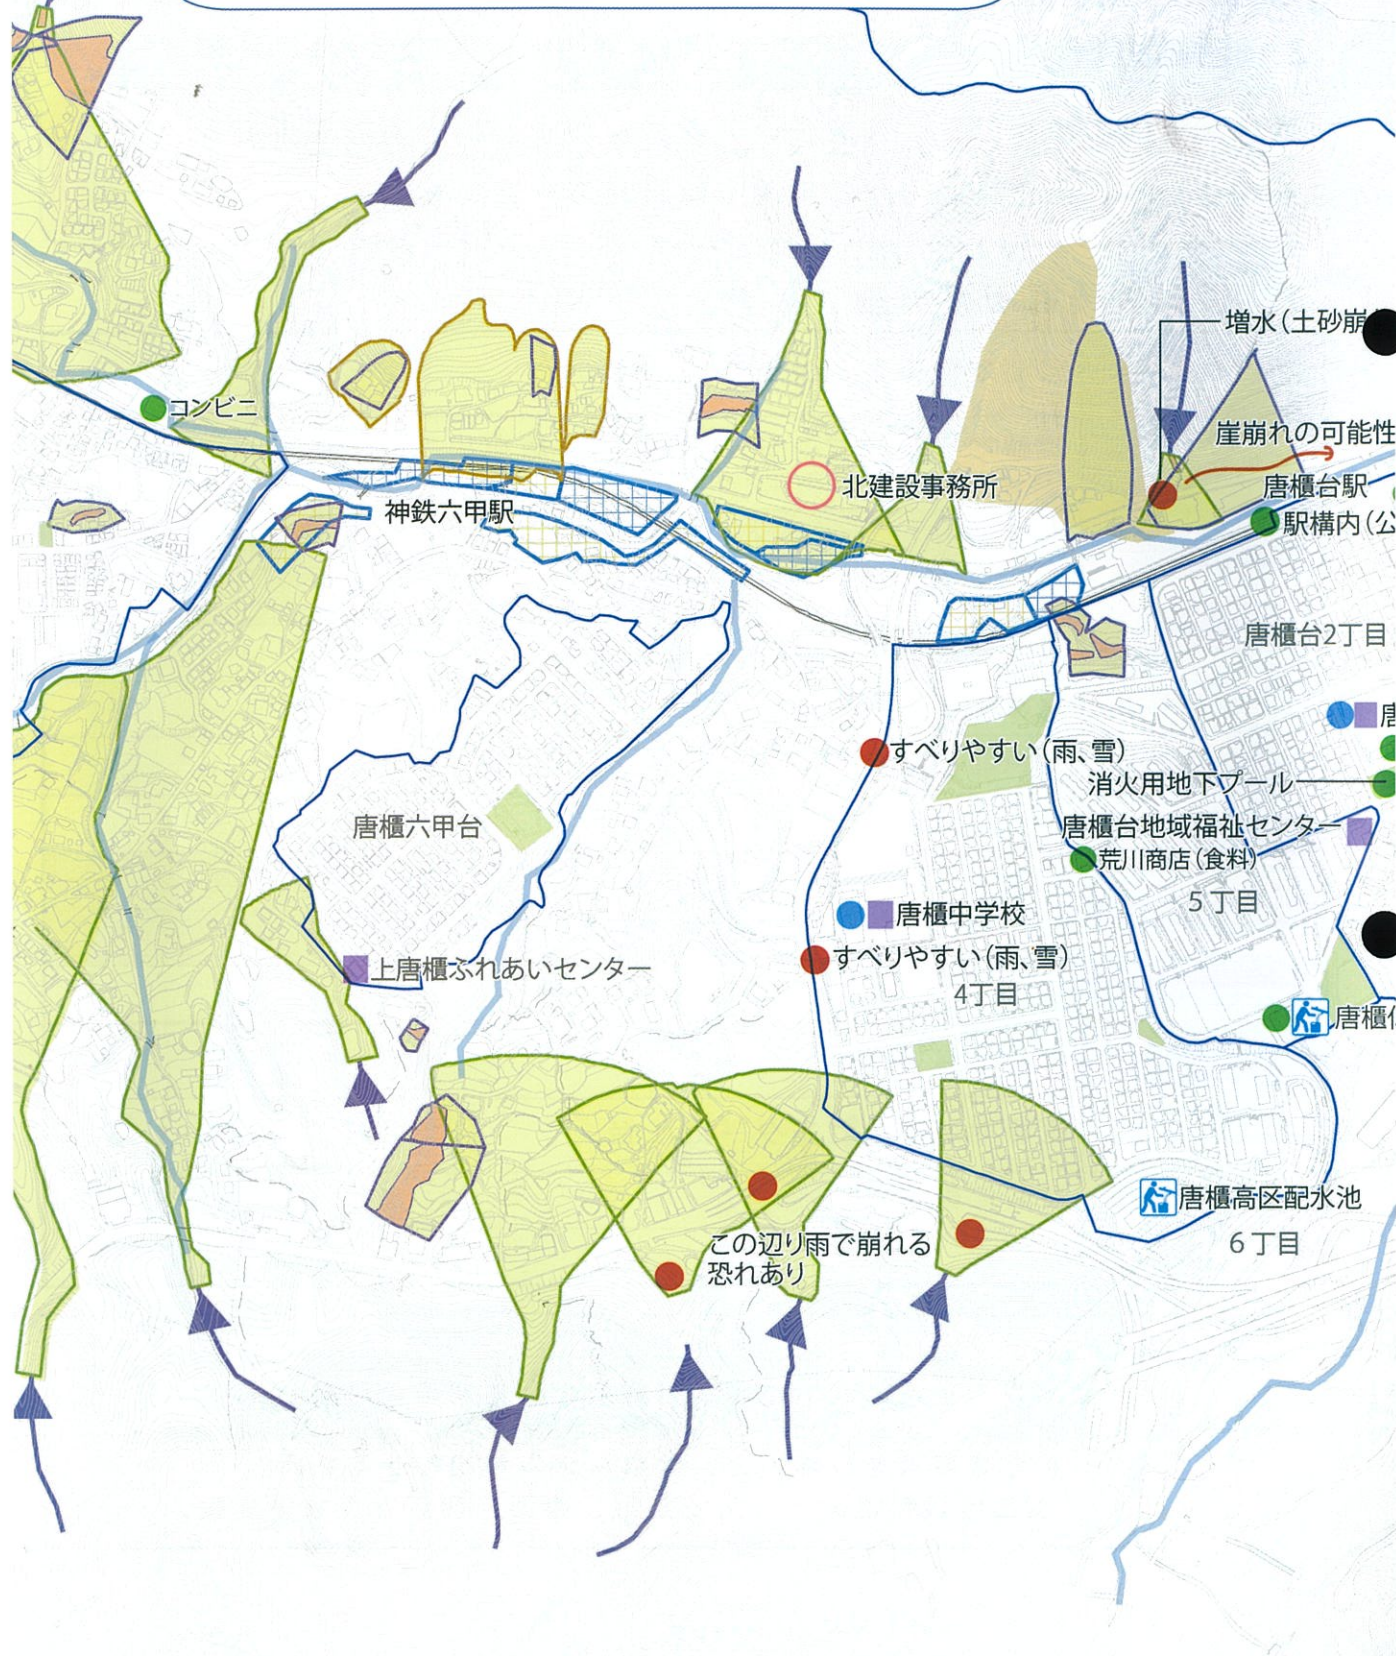 増水（土砂崩
コンビニ
崖崩れの可能性
北建設事務所
唐櫃台駅
神鉄六甲駅
駅構内（公
唐櫃台2丁目
唐
すべりやすい（雨、雪）
消火用地下プール
唐櫃六甲台
唐櫃台地域福祉センター
荒川商店（食料）
5丁目
唐櫃中学校
すべりやすい（雨、雪）
上唐櫃ふれあいセンター
4丁目
唐櫃
唐櫃高区配水池
この辺り雨で崩れる
恐れあり
6丁目